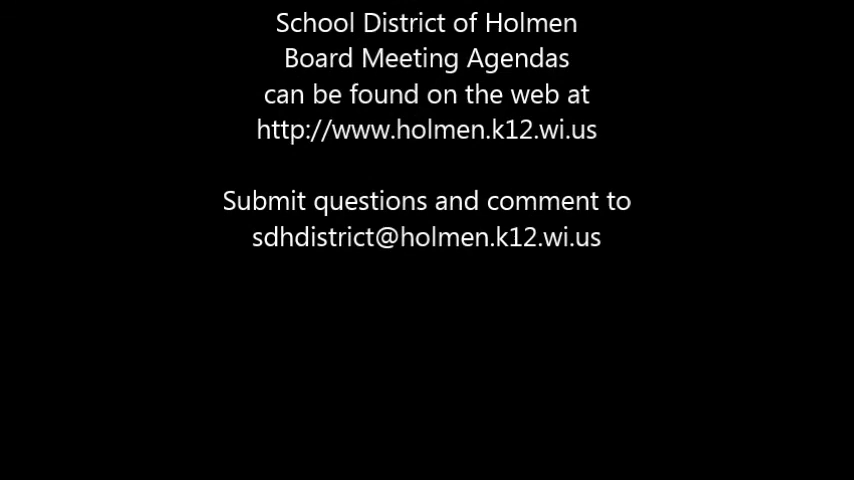 School District of Holmen
Board Meeting Agendas
can be found on the web at
http://www.holmen.k12.wi.us
Submit questions and comment to
sdhdistrict@holmen.k12.wi.us